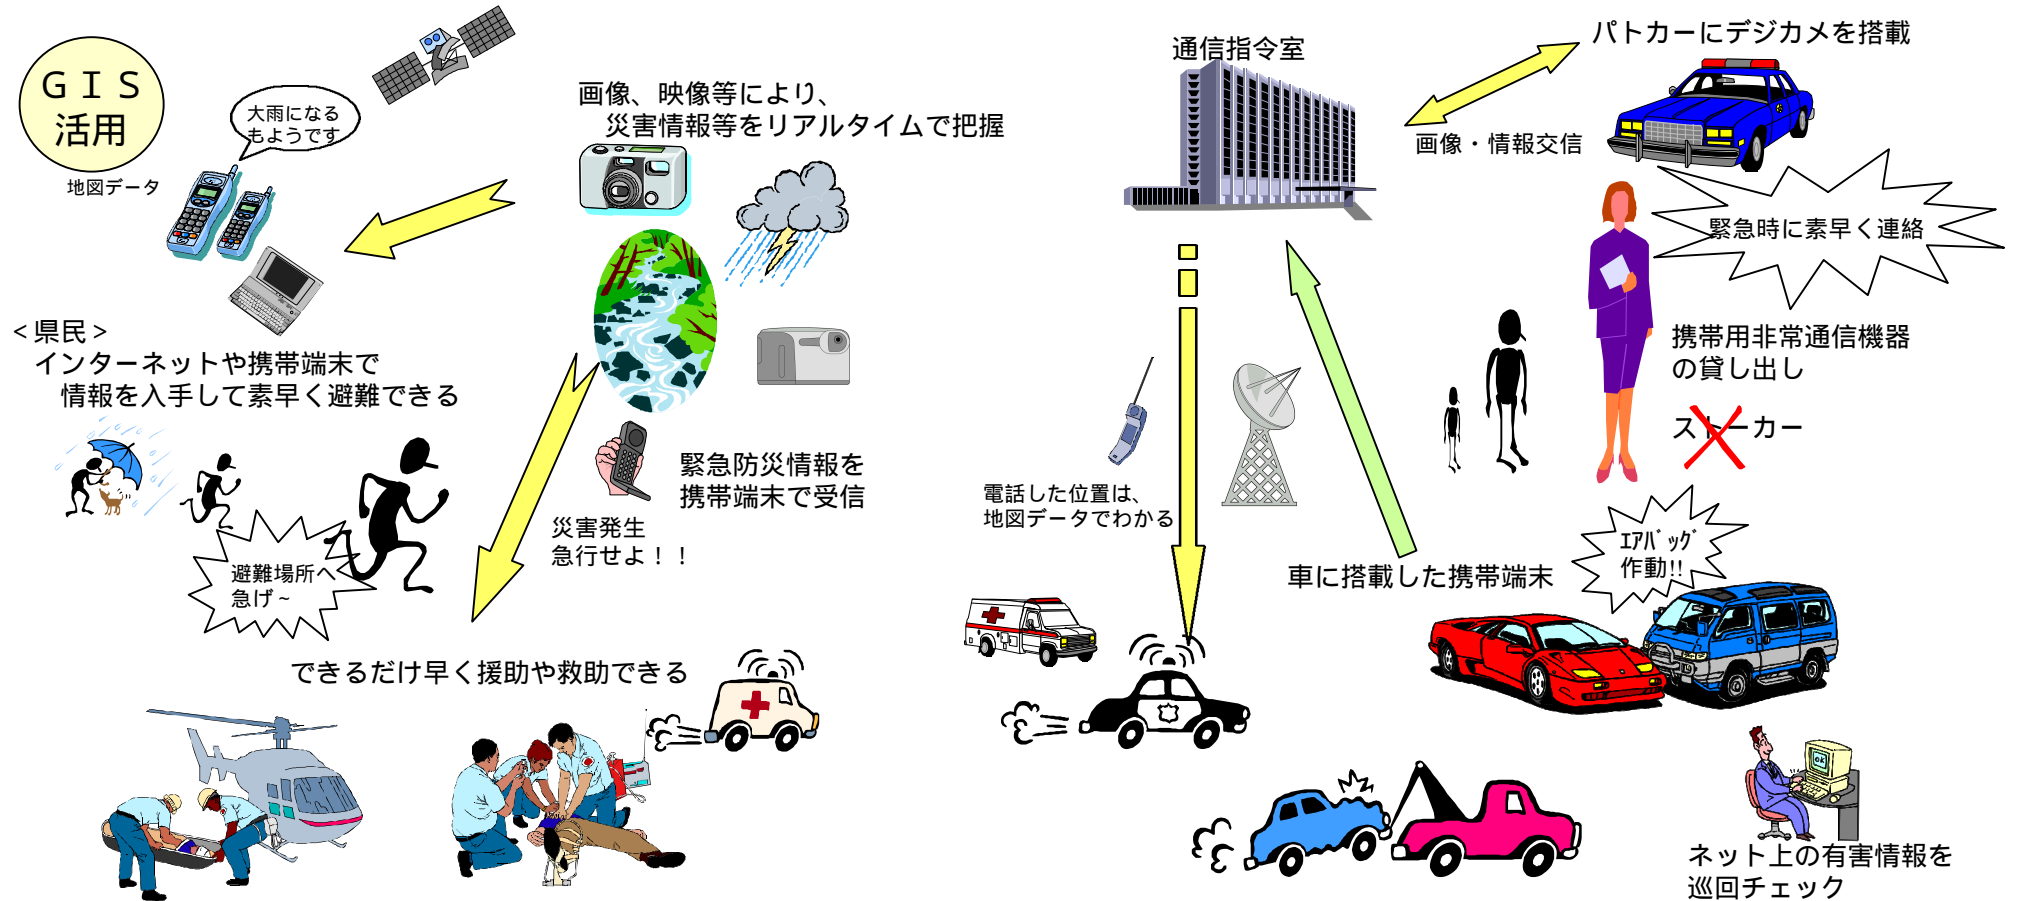 ＧＩＳ
活用
大雨になる
もようです
地図データ
画像、映像等により、
災害情報等をリアルタイムで把握
＜県民＞
インターネットや携帯端末で
情報を入手して素早く避難できる
避難場所へ
急げ～
緊急防災情報を
携帯端末で受信
災害発生
急行せよ！！
できるだけ早く援助や救助できる
通信指令室
パトカーにデジカメを搭載
画像・情報交信
緊急時に素早く連絡
携帯用非常通信機器
の貸し出し
ストーカー
電話した位置は、
地図データでわかる
車に搭載した携帯端末
ｴｱﾊﾞｯｸﾞ
作動!!
OK
ネット上の有害情報を
巡回チェック